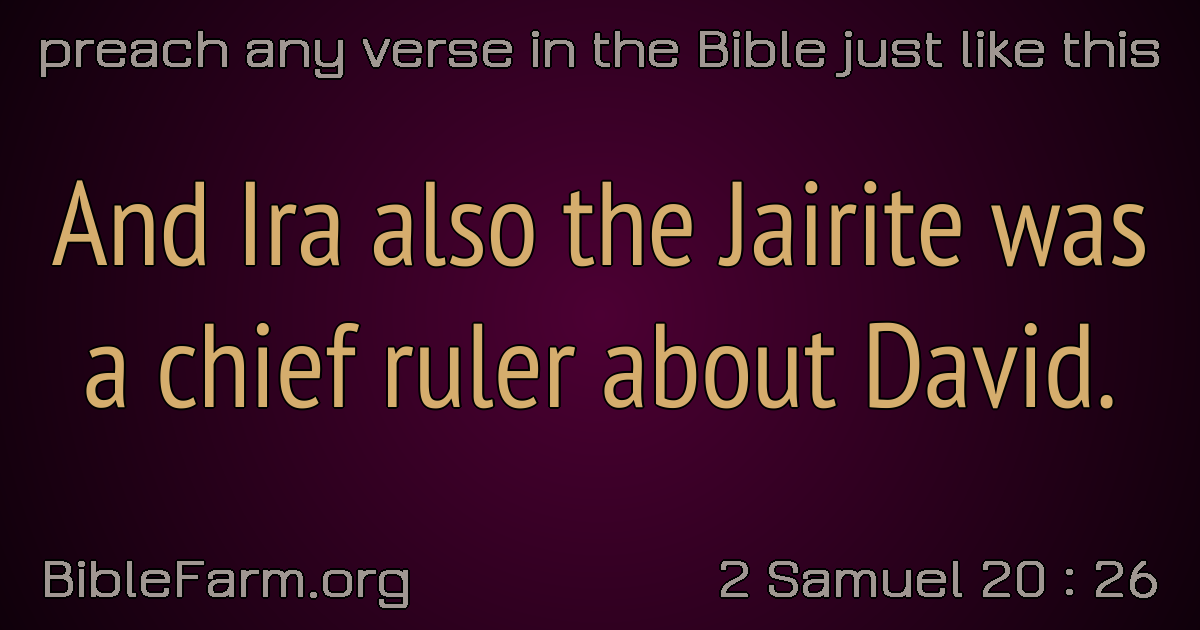 preach any verse in the Bible just like this
And Ira also the Jairite was
a chief ruler about David.
BibleFarm.org
2 Samuel 20 : 26